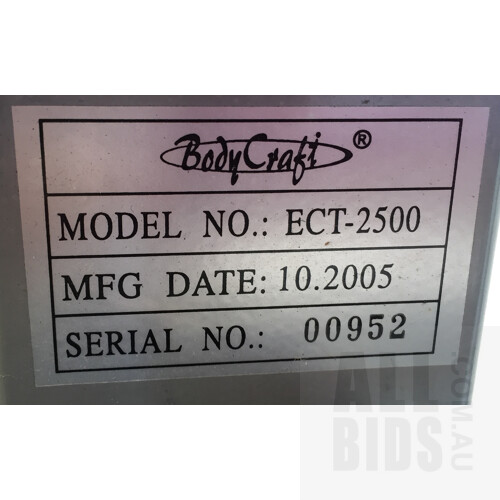 BodyCraft ®
MODEL NO.: ECT-2500
MFG DATE: 10.2005
SERIAL NO.: 00952
ALL
BIDS
.COM.AU